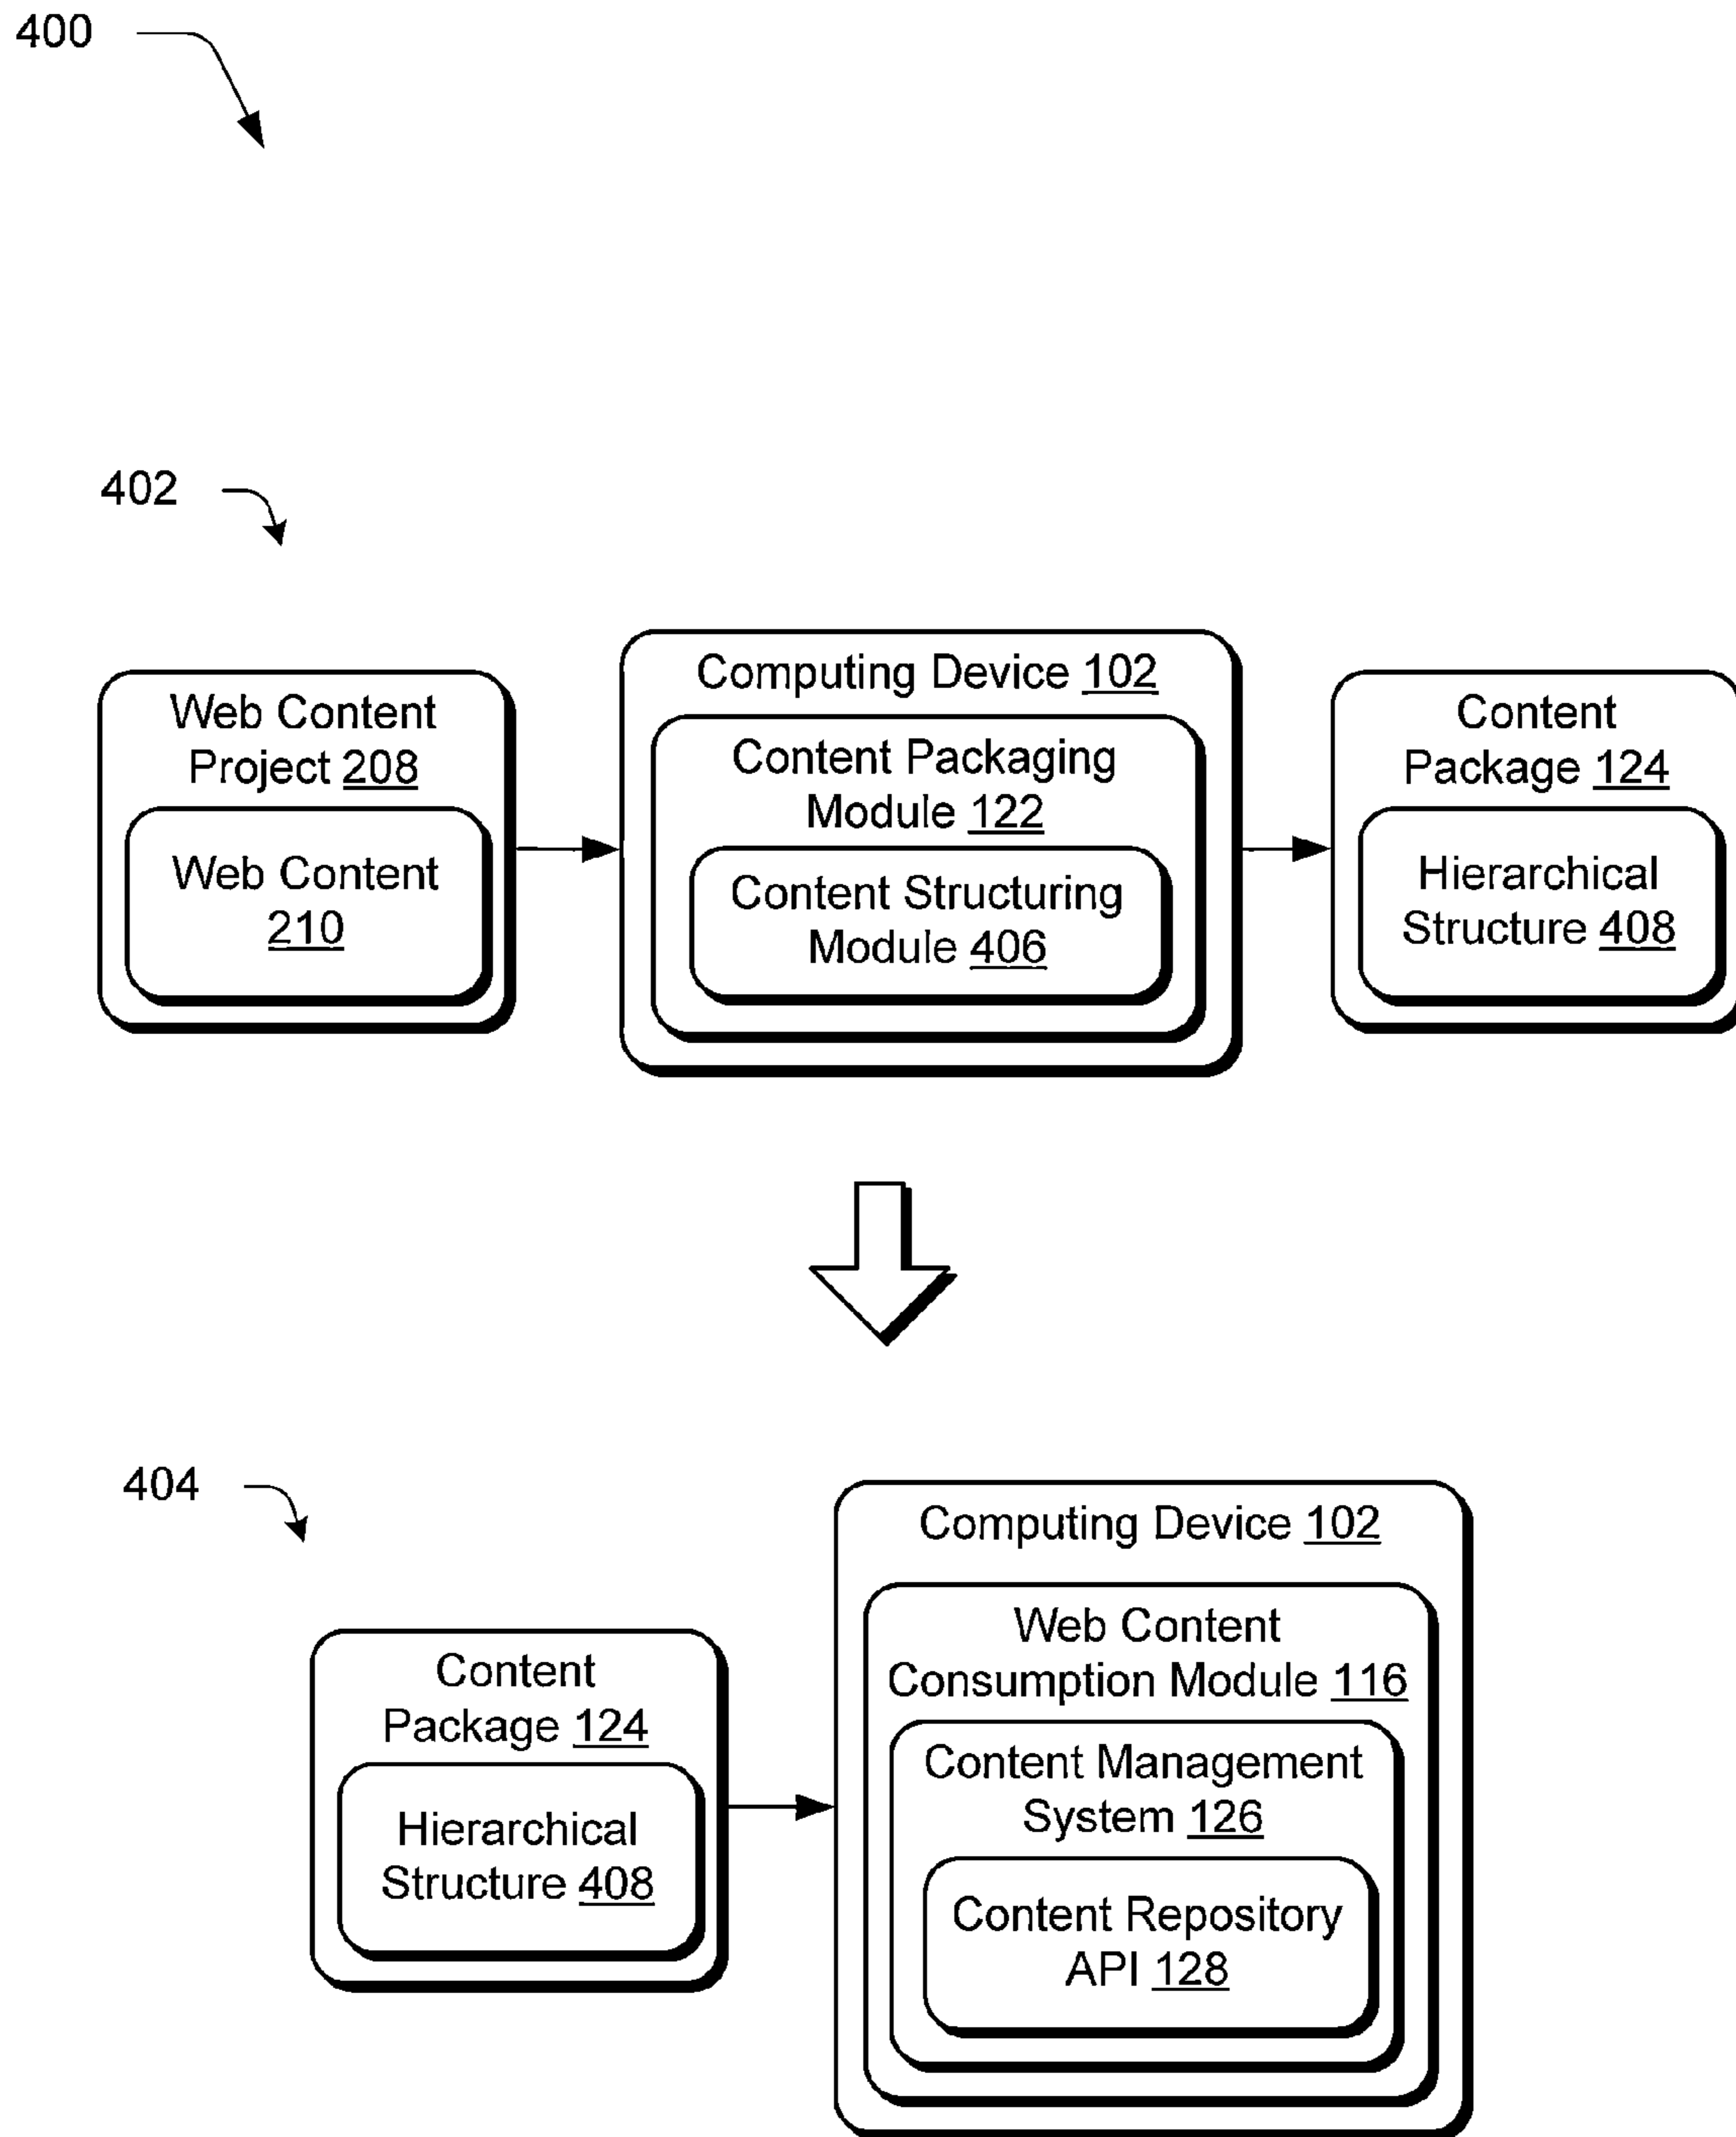 400
402
Web Content
Project 208
Web Content
210
Computing Device 102
Content Packaging
Module 122
Content Structuring
Module 406
Content
Package 124
Hierarchical
Structure 408
404
Content
Package 124
Hierarchical
Structure 408
Computing Device 102
Web Content
Consumption Module 116
Content Management
System 126
Content Repository
API 128